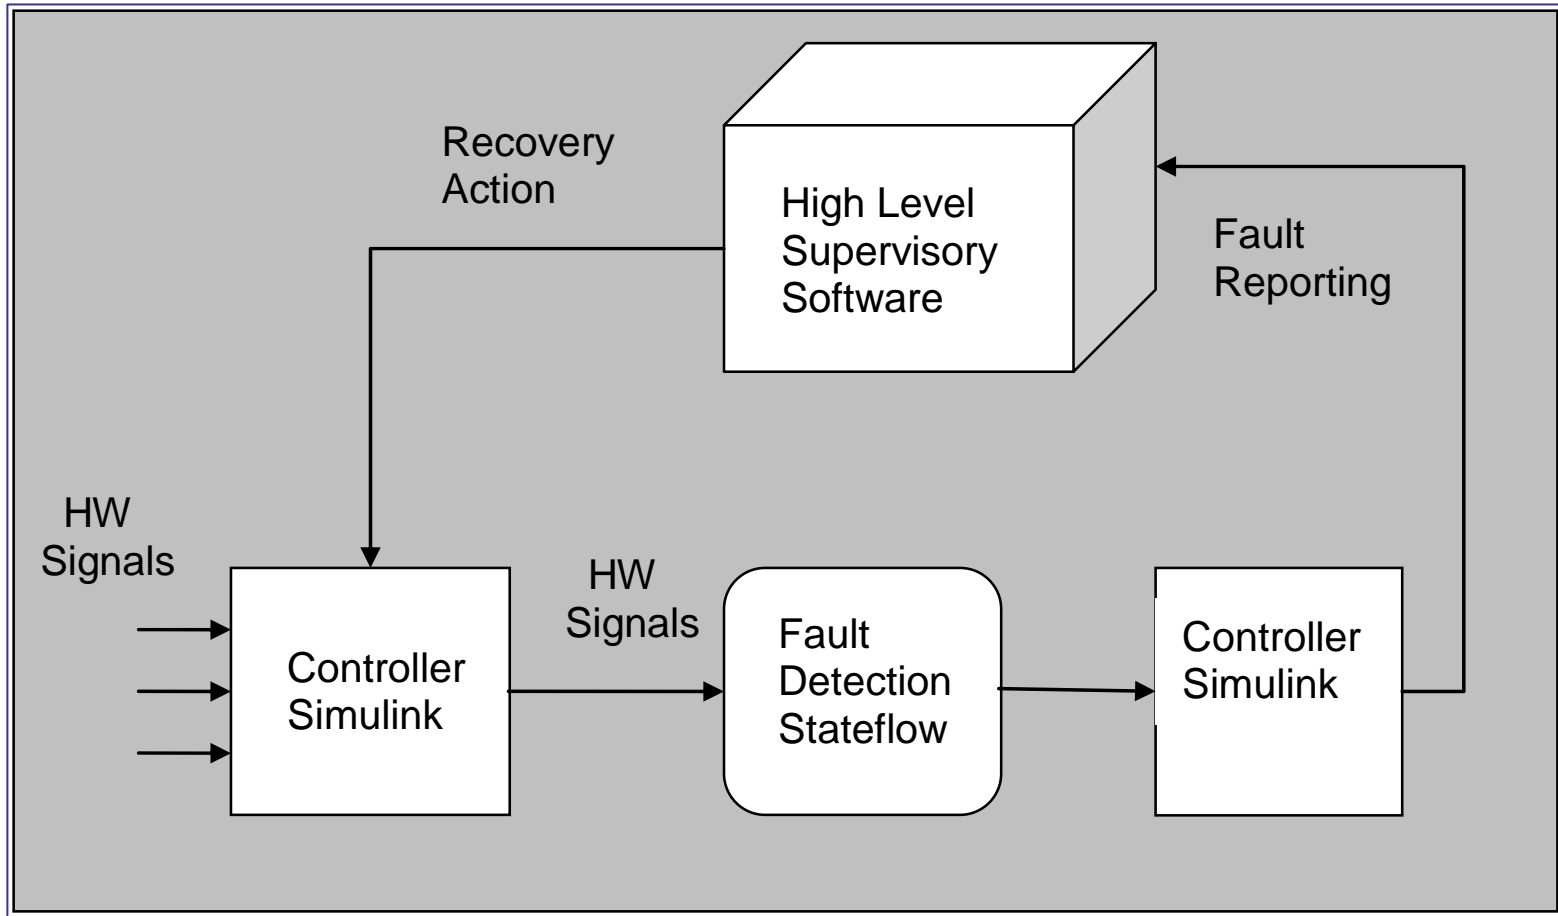 Recovery
Action
High Level
Supervisory
Software
Fault
Reporting
HW
Signals
Controller
Simulink
HW
Signals
Fault
Detection
Stateflow
Controller
Simulink